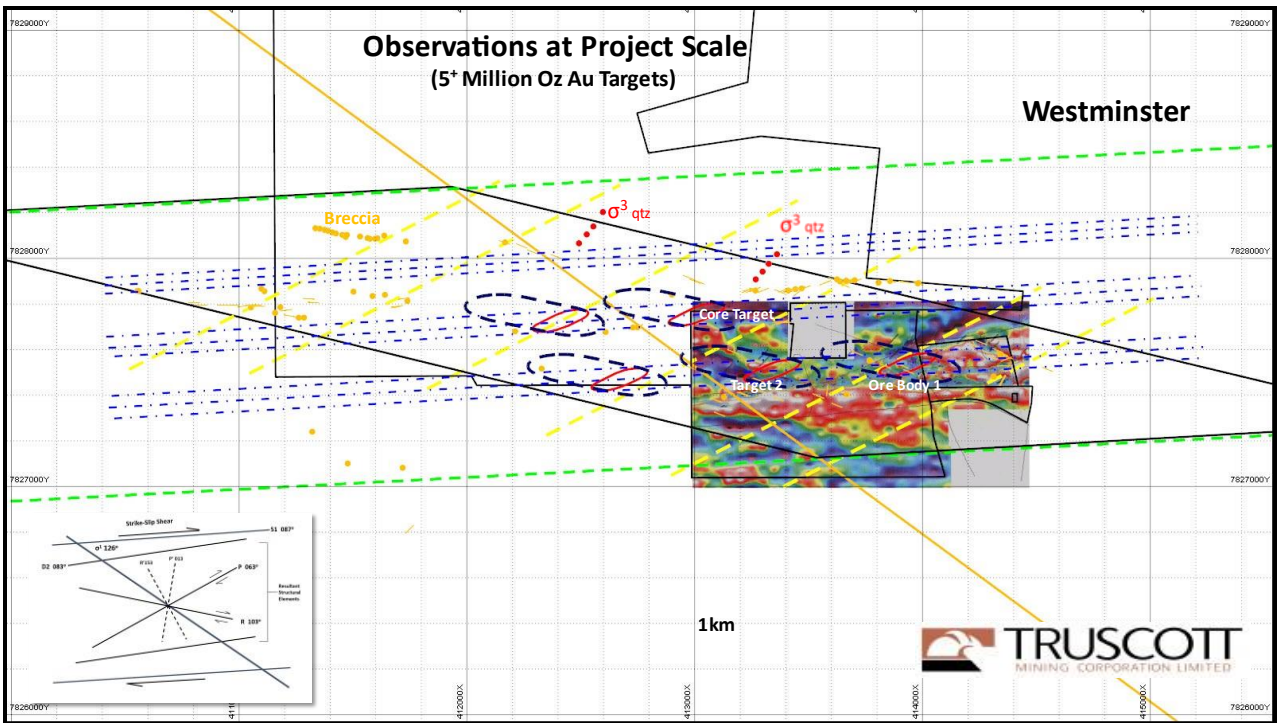 7829000Y
7829000Y
Observations at Project Scale
(5+ Million Oz Au Targets)
Westminster
Breccia
σ3 qtz
σ3 qtz
7828000Y
7828000Y
Core Target
Target 2
Ore Body 1
7827000Y
7827000Y
Strike-Slip Shear
S1 087°
σ1 126°
D2 083°
P 063°
Resultant
Structural
Elements
R 103°
1km
TRUSCOTT
MINING CORPORATION LIMITED
7826000Y
412000X
413000X
414000X
415000X
7826000Y